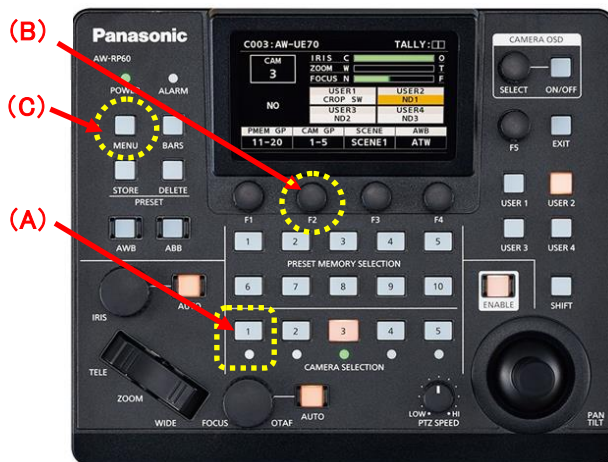 (B)
Panasonic
AW-RP60
POWER
ALARM
(C)
MENU
BARS
STORE
DELETE
PRESET
AWB
ABB
(A)
C003:AW-UE70
TALLY:
CAM
3
IRIS C O
ZOOM W T
FOCUS N F
NO
USER1
CROP SW
USER2
ND1
USER3
ND2
USER4
ND3
PMEM GP
CAM GP
SCENE
AWB
11-20
1-5
SCENE1
ATW
CAMERA OSD
SELECT
ON/OFF
F5
EXIT
F1
F2
F3
F4
USER 1
USER 2
USER 3
USER 4
1
2
3
4
5
PRESET MEMORY SELECTION
6
7
8
9
10
ENABLE
SHIFT
IRIS
AUTO
1
2
3
4
5
CAMERA SELECTION
TELE
ZOOM
WIDE
FOCUS
OTAF
AUTO
LOW
HI
PTZ SPEED
PAN
TILT